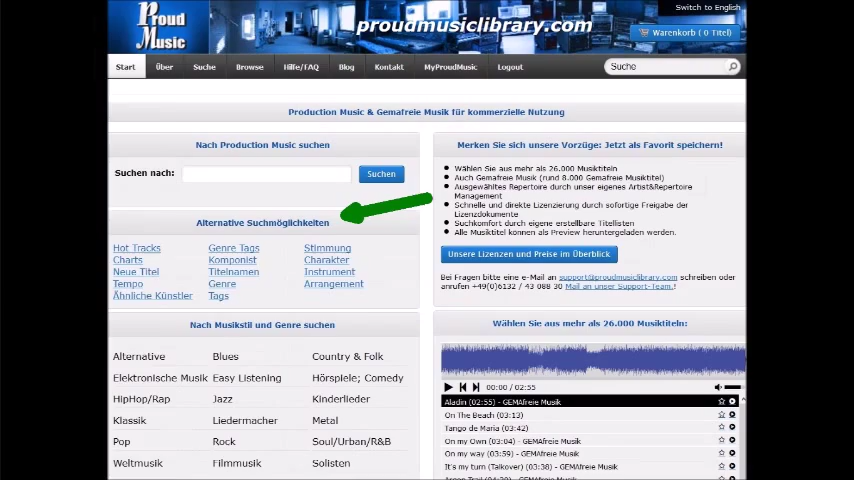 Proud
Music
proudmusiclibrary.com
Switch to English
Warenkorb ( 0 Titel)
Start Über Suche Browse Hilfe/FAQ Blog Kontakt MyProudMusic Logout
Suche
Production Music & Gemafreie Musik für kommerzielle Nutzung
Nach Production Music suchen
Suchen nach: Suchen
Alternative Suchmöglichkeiten
Hot Tracks Genre Tags Stimmung
Charts Komponist Charakter
Neue Titel Titelnamen Instrument
Tempo Genre Arrangement
Ähnliche Künstler Tags
Nach Musikstil und Genre suchen
Alternative Blues Country & Folk
Elektronische Musik Easy Listening Hörspiele; Comedy
HipHop/Rap Jazz Kinderlieder
Klassik Liedermacher Metal
Pop Rock Soul/Urban/R&B
Weltmusik Filmmusik Solisten
Merken Sie sich unsere Vorzüge: Jetzt als Favorit speichern!
Wählen Sie aus mehr als 26.000 Musiktiteln
Auch Gemafreie Musik (rund 8.000 Gemafreie Musiktitel)
Ausgewähltes Repertoire durch unser eigenes Artist&Repertoire
Management
Schnelle und direkte Lizenzierung durch sofortige Freigabe der
Lizenzdokumente
Suchkomfort durch eigene erstellbare Titellisten
Alle Musiktitel können als Preview heruntergeladen werden.
Unsere Lizenzen und Preise im Überblick
Bei Fragen bitte eine e-Mail an support@proudmusiclibrary.com schreiben oder
anrufen +49(0)6132 / 43 088 30 Mail an unser Support-Team.!
Wählen Sie aus mehr als 26.000 Musiktiteln:
00:00 / 02:55
Aladin (02:55) - GEMAfreie Musik
On The Beach (03:13)
Tango de Maria (03:42)
On my Own (3:04) - GEMAfreie Musik
On my way (03:59) - GEMAfreie Musik
It's my turn (Talkover) (03:38) - GEMAfreie Musik